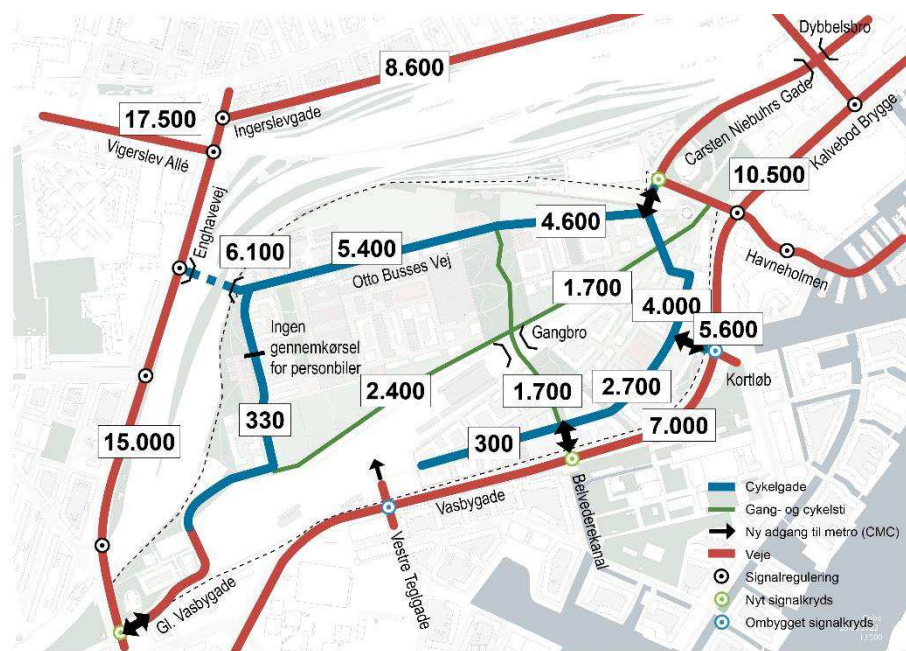 Dybbelsbro
8.600
17.500
Ingerslevgade
Vigerslev Allé
Carsten Niebuhrs Gade
Kalvebod Brygge
10.500
Enghavevej
6.100
5.400
4.600
Otto Busses Vej
Havneholmen
1.700
4.000
5.600
Ingen
gennemkørsel
for personbiler
Gangbro
Kortløb
2.400
1.700
2.700
330
300
7.000
15.000
Vasbygade
Vestre Teglgade
Belvederekanal
Gl. Vasbygade
Cykelgade
Gang- og cykelsti
Ny adgang til metro (CMC)
Veje
Signalregulering
Nyt signalkryds
Ombygget signalkryds